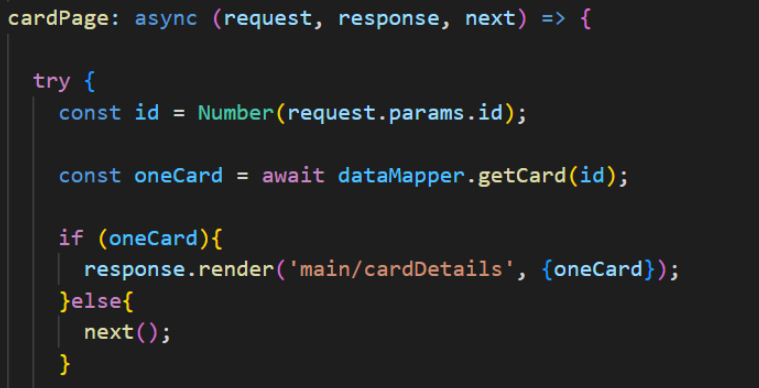 cardPage: async (request, response, next) => {
try {
const id = Number(request.params.id);
const oneCard = await dataMapper.getCard(id);
if (oneCard){
response.render('main/cardDetails', {oneCard});
}else{
next();
}